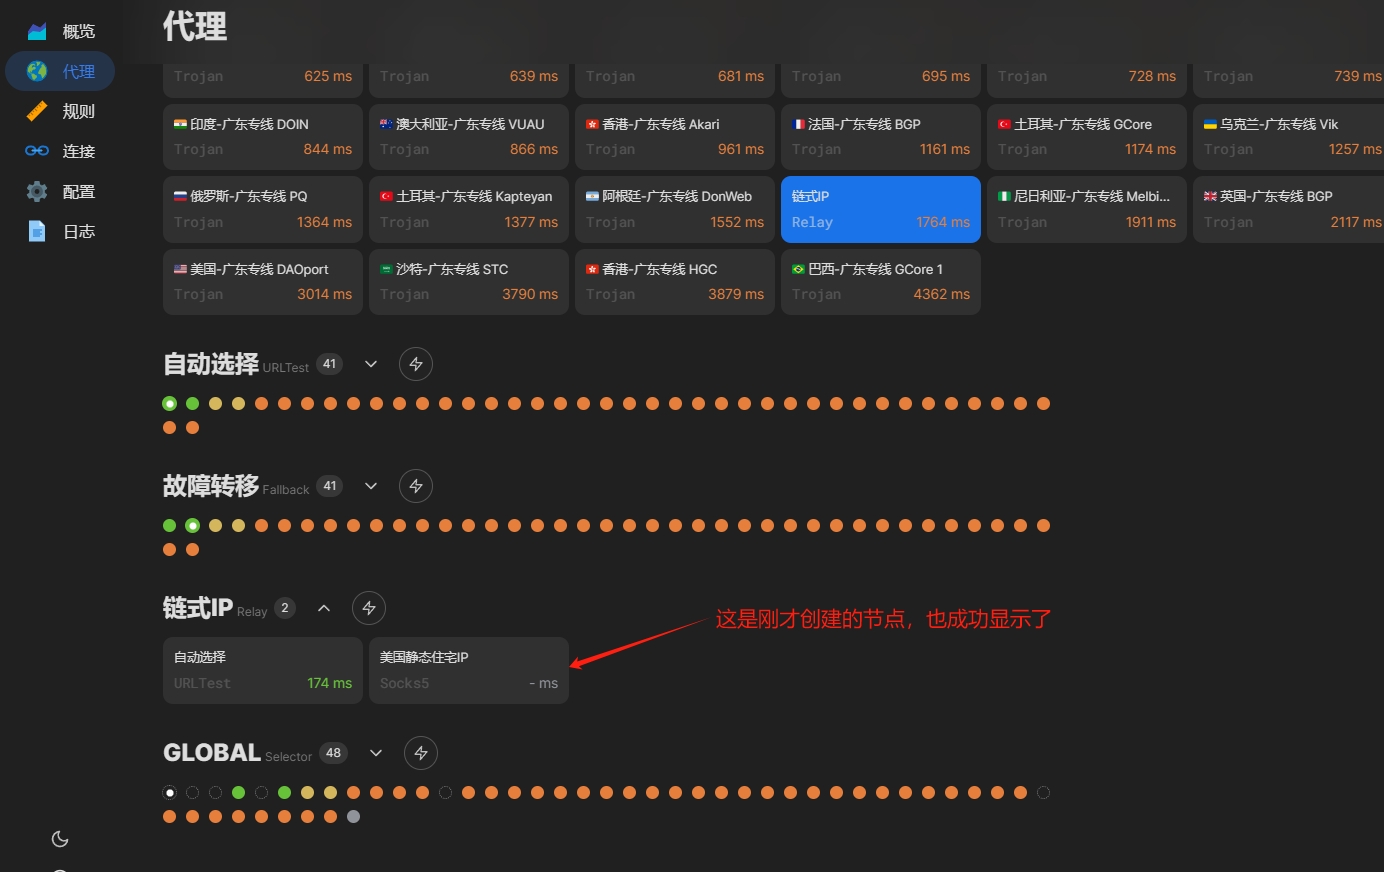 概览
代理
规则
连接
配置
日志
代理
Trojan 625 ms
Trojan 639 ms
Trojan 681 ms
Trojan 695 ms
Trojan 728 ms
Trojan 739 ms
印度-广东专线 DOIN
Trojan 844 ms
澳大利亚-广东专线 VUAU
Trojan 866 ms
香港-广东专线 Akari
Trojan 961 ms
法国-广东专线 BGP
Trojan 1161 ms
土耳其-广东专线 GCore
Trojan 1174 ms
乌克兰-广东专线 Vik
Trojan 1257 ms
俄罗斯-广东专线 PQ
Trojan 1364 ms
土耳其-广东专线 Kapteyan
Trojan 1377 ms
阿根廷-广东专线 DonWeb
Trojan 1552 ms
链式IP
Relay 1764 ms
尼日利亚-广东专线 Melbi...
Trojan 1911 ms
英国-广东专线 BGP
Trojan 2117 ms
美国-广东专线 DAOport
Trojan 3014 ms
沙特-广东专线 STC
Trojan 3790 ms
香港-广东专线 HGC
Trojan 3879 ms
巴西-广东专线 GCore 1
Trojan 4362 ms
自动选择 URLTest 41
故障转移 Fallback 41
链式IP Relay 2
这是刚才创建的节点，也成功显示了
自动选择
URLTest 174 ms
美国静态住宅IP
Socks5 - ms
GLOBAL Selector 48